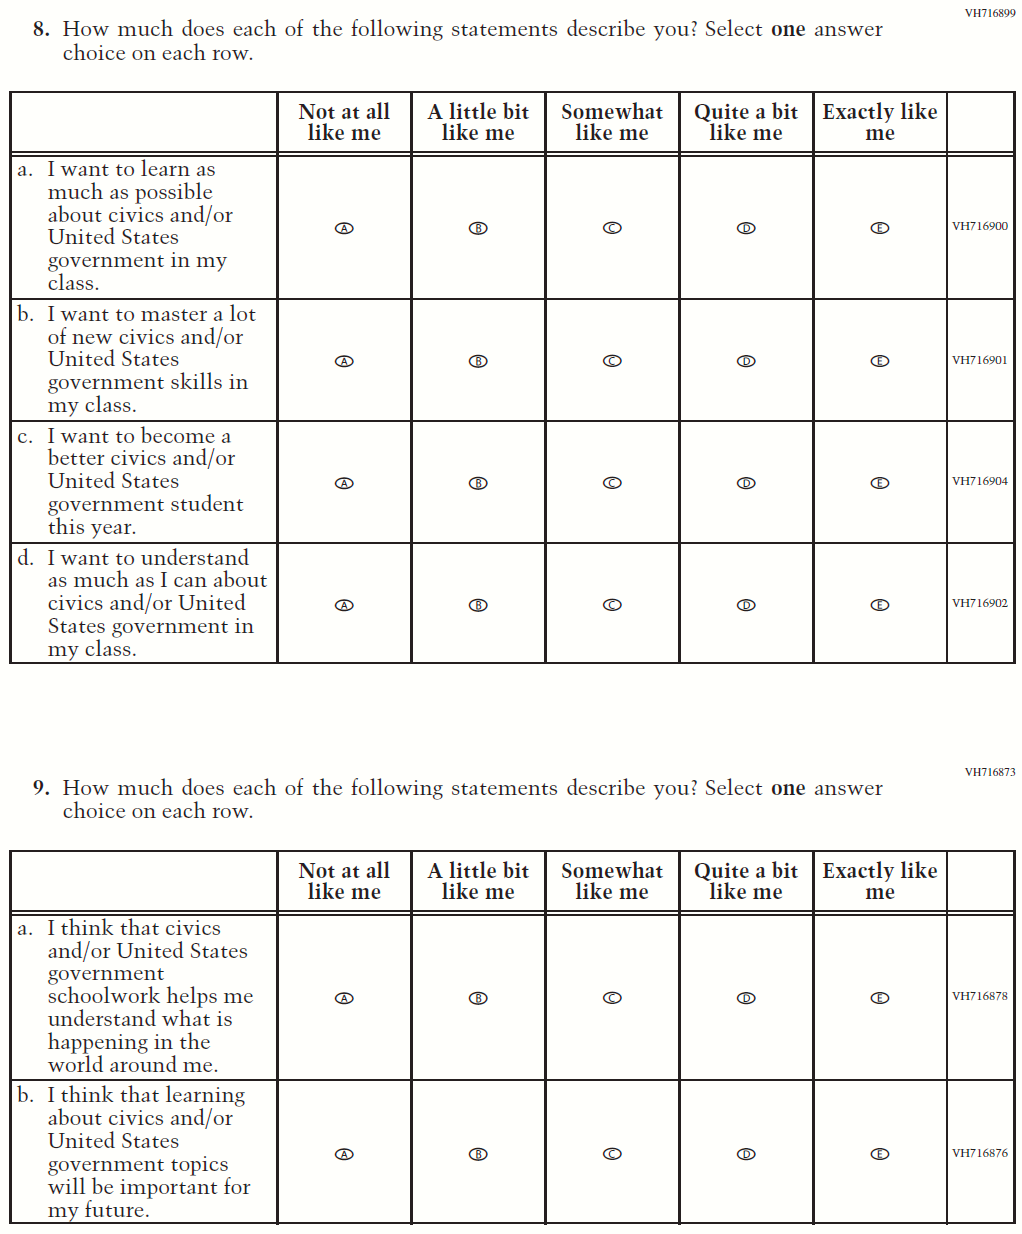 VH716899
8. How much does each of the following statements describe you? Select one answer
choice on each row.
Not at all like me
A little bit like me
Somewhat like me
Quite a bit like me
Exactly like me
a. I want to learn as
much as possible
about civics and/or
United States
government in my
class.
A B C D E VH716900
b. I want to master a lot
of new civics and/or
United States
government skills in
my class.
A B C D E VH716901
c. I want to become a
better civics and/or
United States
government student
this year.
A B C D E VH716904
d. I want to understand
as much as I can about
civics and/or United
States government in
my class.
A B C D E VH716902
VH716873
9. How much does each of the following statements describe you? Select one answer
choice on each row.
Not at all like me
A little bit like me
Somewhat like me
Quite a bit like me
Exactly like me
a. I think that civics
and/or United States
government
schoolwork helps me
understand what is
happening in the
world around me.
A B C D E VH716878
b. I think that learning
about civics and/or
United States
government topics
will be important for
my future.
A B C D E VH716876